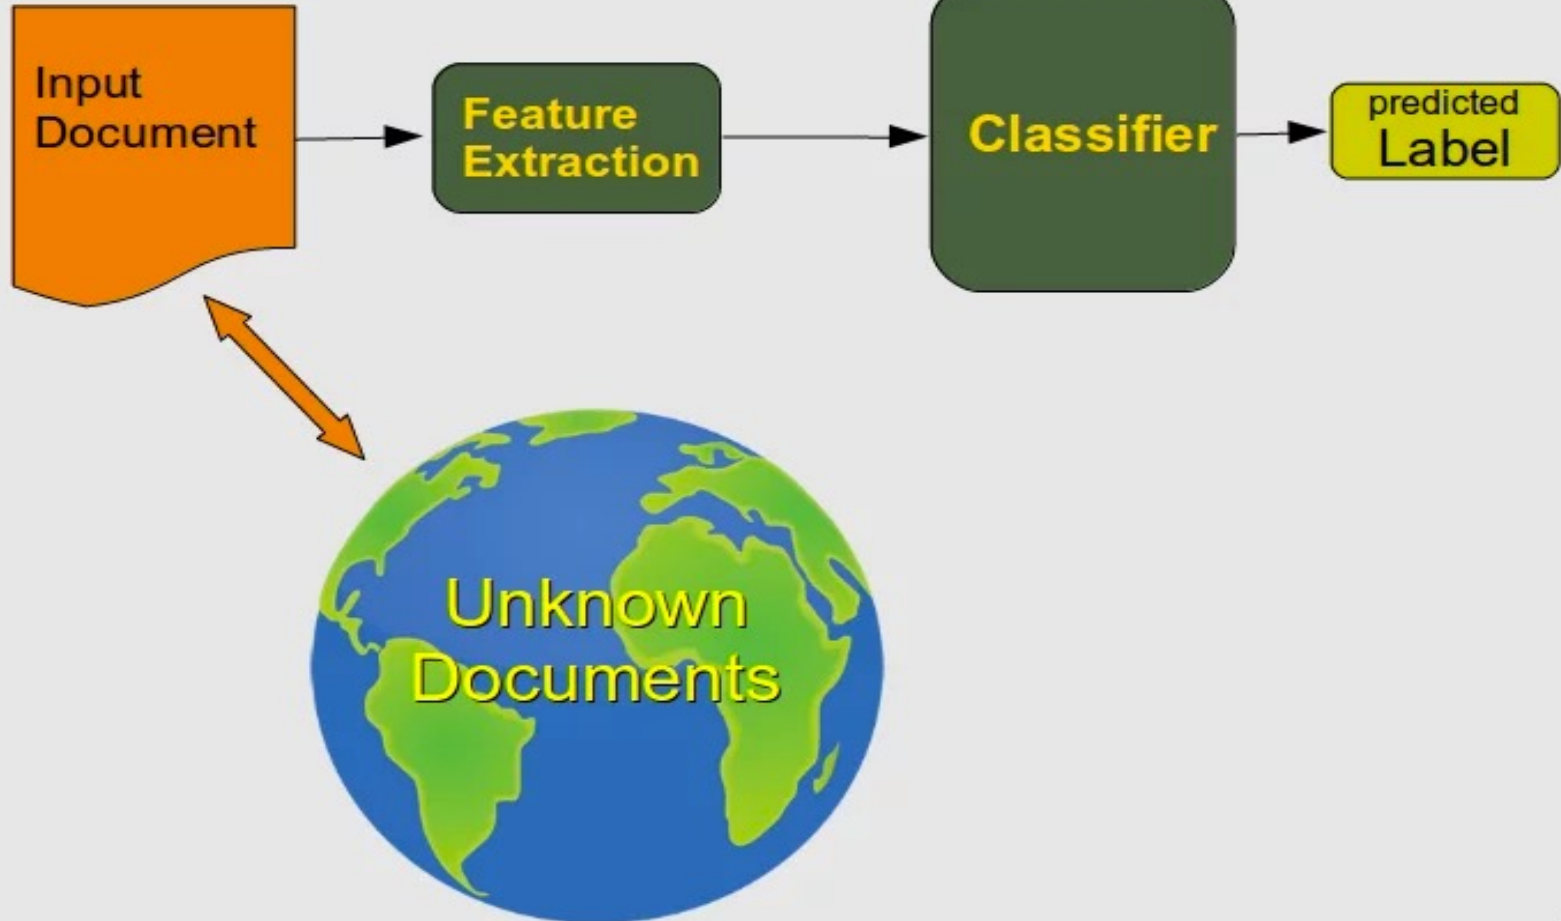 Input
Document
Feature
Extraction
Classifier
predicted
Label
Unknown
Documents